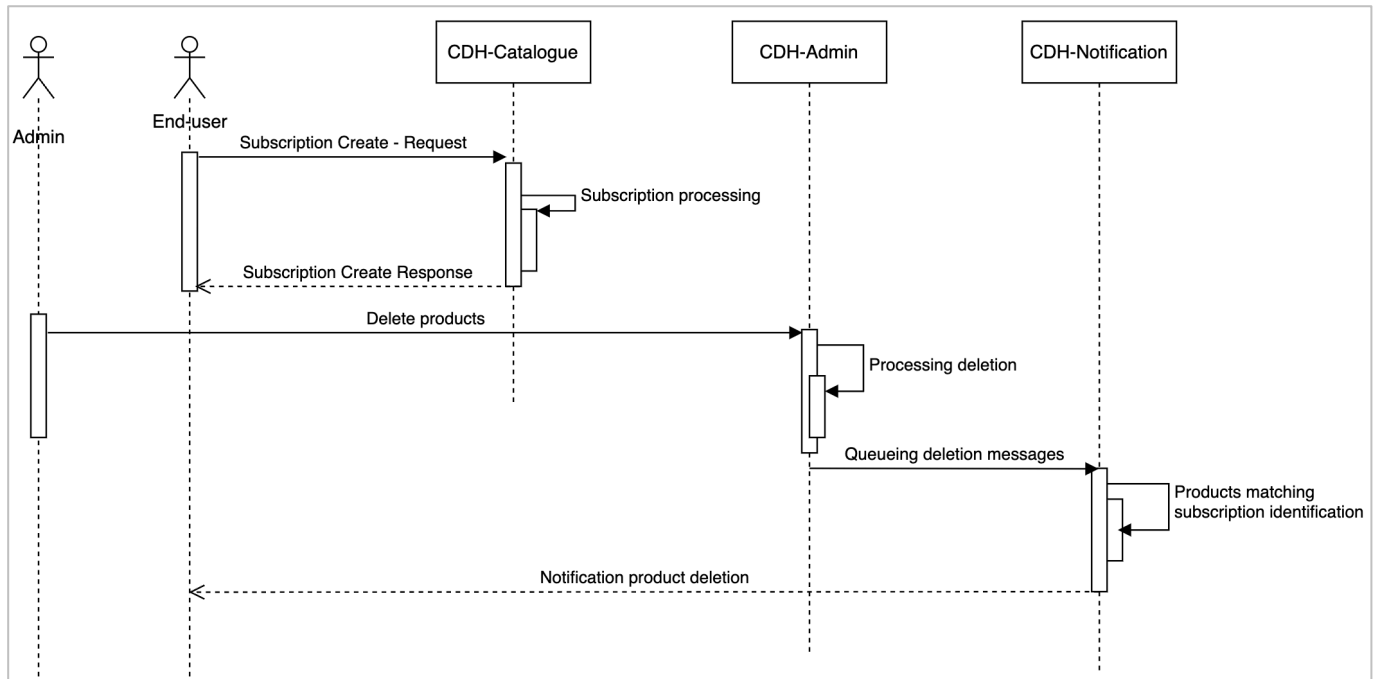 CDH-Catalogue
CDH-Admin
CDH-Notification
Admin
End-user
Subscription Create - Request
Subscription processing
Subscription Create Response
Delete products
Processing deletion
Queueing deletion messages
Products matching
subscription identification
Notification product deletion